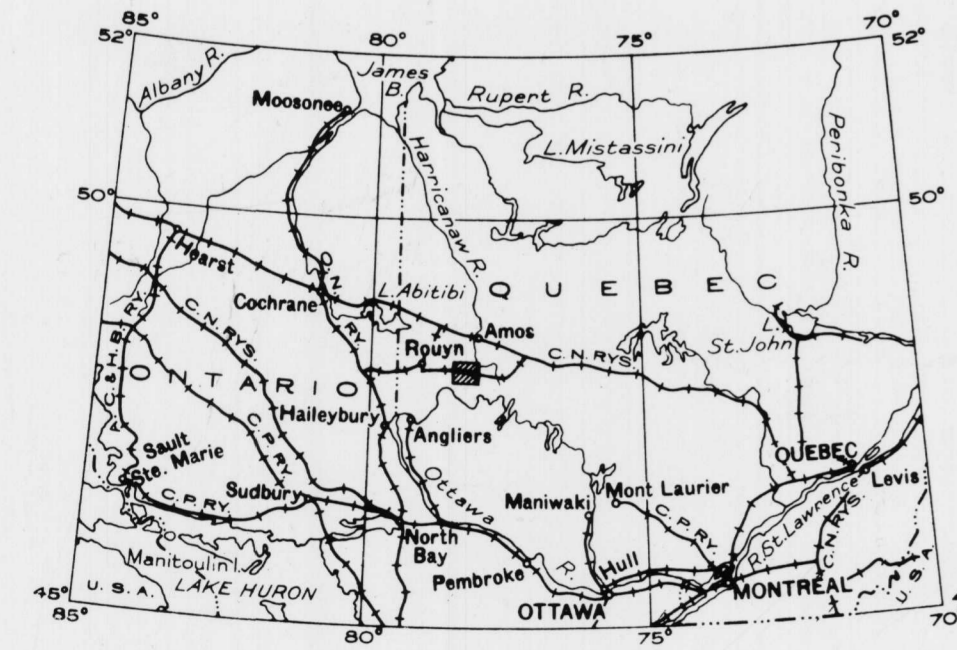 85°
80°
75°
70°
52°
52°
Albany R.
James
B.
Moosonee
Rupert R.
L. Mistassini
Peribonka R.
Harricanaw R.
50°
50°
Hearst
O.N. RY.
Cochrane
L. Abitibi
QUEBEC
Amos
L.
St. John
A.C. & H.B. RY.
C.N. RYS.
Rouyn
C.N. RYS.
ONTARIO
Haileybury
Angliers
C.P. RY.
Sault
Ste. Marie
QUEBEC
Levis
Sudbury
C.P. RY.
Ottawa
R.
Maniwaki
Mont Laurier
C.P. RY.
R. St. Lawrence
C.N. RYS.
North
Bay
Manitoulin I.
Pembroke
Hull
U.S.A.
LAKE HURON
OTTAWA
MONTREAL
U.S.A.
45°
85°
80°
75°
70